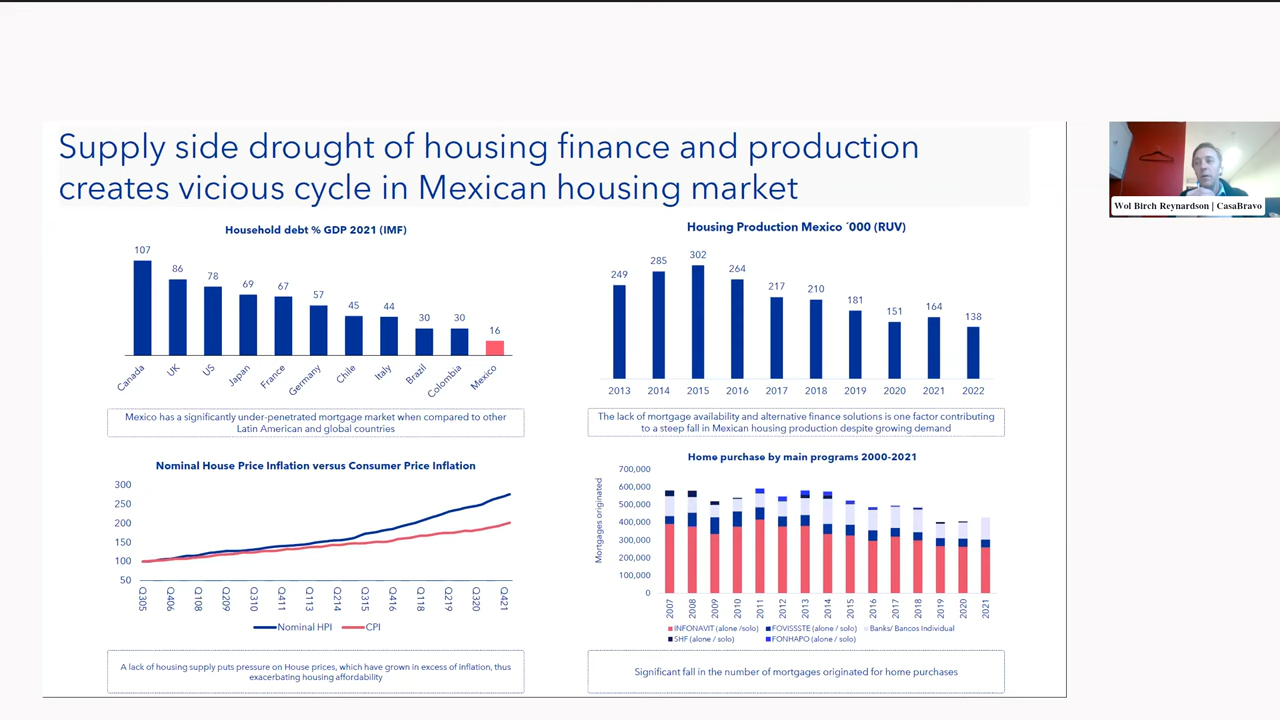 Supply side drought of housing finance and production
creates vicious cycle in Mexican housing market
Household debt % GDP 2021 (IMF)
107
86
78
69
67
57
45
44
30
30
16
Canada
UK
US
Japan
France
Germany
Chile
Italy
Brazil
Colombia
Mexico
Mexico has a significantly under-penetrated mortgage market when compared to other
Latin American and global countries
Housing Production Mexico ´000 (RUV)
249
285
302
264
217
210
181
151
164
138
2013
2014
2015
2016
2017
2018
2019
2020
2021
2022
The lack of mortgage availability and alternative finance solutions is one factor contributing
to a steep fall in Mexican housing production despite growing demand
Nominal House Price Inflation versus Consumer Price Inflation
300
250
200
150
100
50
Q305
Q406
Q108
Q209
Q310
Q411
Q113
Q214
Q315
Q416
Q118
Q219
Q320
Q421
Nominal HPI
CPI
A lack of housing supply puts pressure on House prices, which have grown in excess of inflation, thus
exacerbating housing affordability
Home purchase by main programs 2000-2021
Mortgages originated
700,000
600,000
500,000
400,000
300,000
200,000
100,000
0
2007
2008
2009
2010
2011
2012
2013
2014
2015
2016
2017
2018
2019
2020
2021
INFONAVIT (alone /solo)
FOVISSSTE (alone / solo)
Banks/ Bancos Individual
SHF (alone / solo)
FONHAPO (alone / solo)
Significant fall in the number of mortgages originated for home purchases
Wol Birch Reynardson | CasaBravo